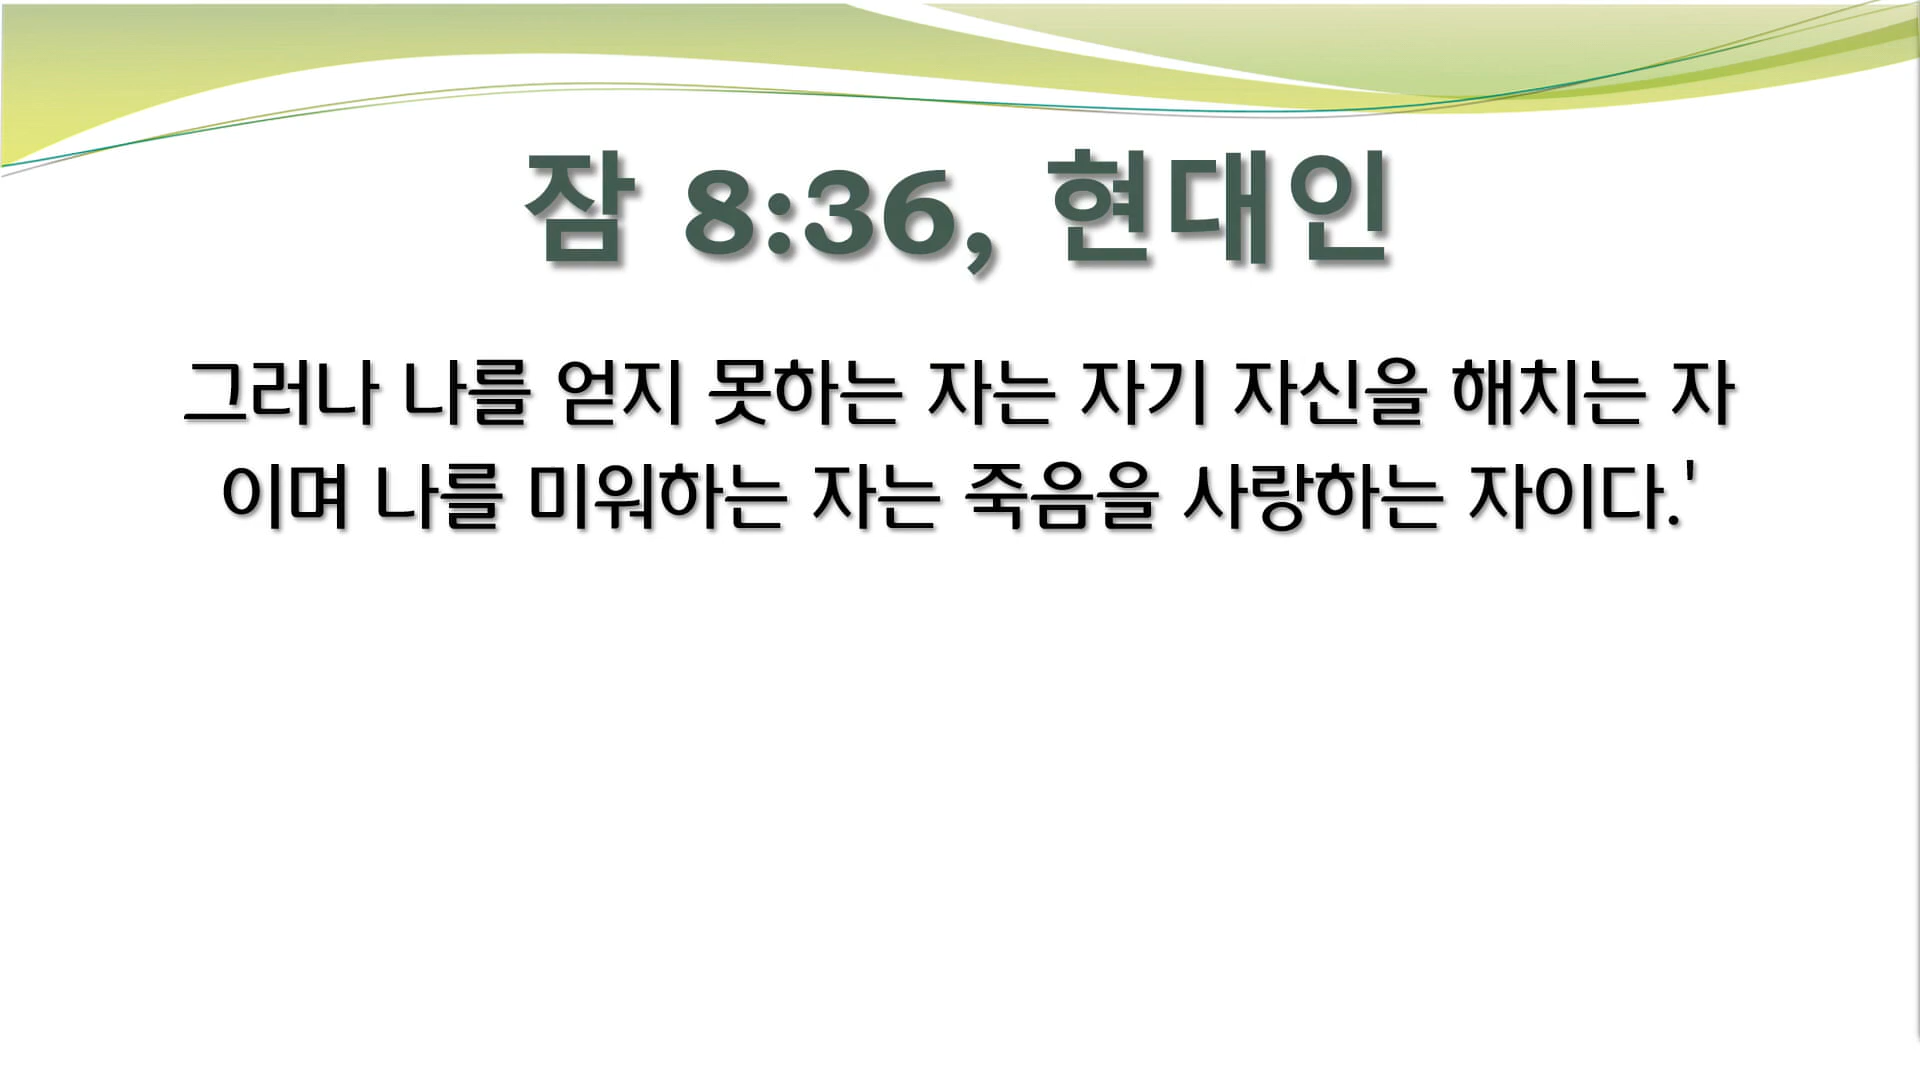 잠 8:36, 현대인
그러나 나를 얻지 못하는 자는 자기 자신을 해치는 자
이며 나를 미워하는 자는 죽음을 사랑하는 자이다.'